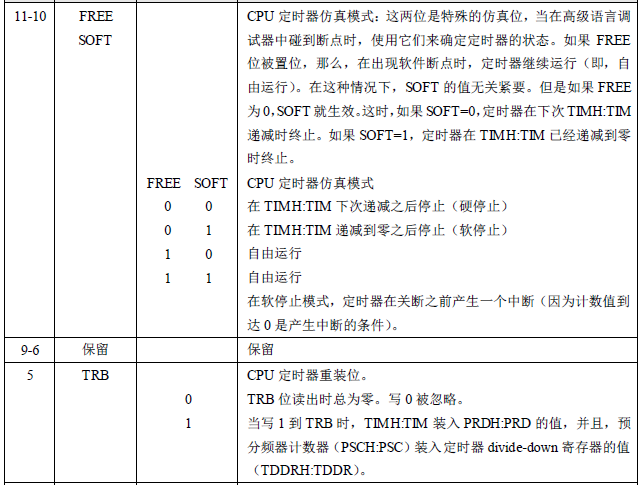 11-10 FREE CPU 定时器仿真模式：这两位是特殊的仿真位，当在高级语言调
SOFT 试器中碰到断点时，使用它们来确定定时器的状态。如果 FREE
位被置位，那么，在出现软件断点时，定时器继续运行（即，自
由运行）。在这种情况下，SOFT 的值无关紧要。但是如果 FREE
为 0,SOFT 就生效。这时,如果 SOFT=0,定时器在下次 TIMH:TIM
递减时终止。如果 SOFT=1，定时器在 TIMH:TIM 已经递减到零
时终止。
FREE SOFT CPU 定时器仿真模式
0 0 在 TIMH:TIM 下次递减之后停止（硬停止）
0 1 在 TIMH:TIM 递减到零之后停止（软停止）
1 0 自由运行
1 1 自由运行
在软停止模式，定时器在关断之前产生一个中断（因为计数值到
达 0 是产生中断的条件）。
9-6 保留 保留
5 TRB CPU 定时器重装位。
0 TRB 位读出时总为零。写 0 被忽略。
1 当写 1 到 TRB 时，TIMH:TIM 装入 PRDH:PRD 的值，并且，预
分频器计数器（PSCH:PSC）装入定时器 divide-down 寄存器的值
（TDDRH:TDDR）。